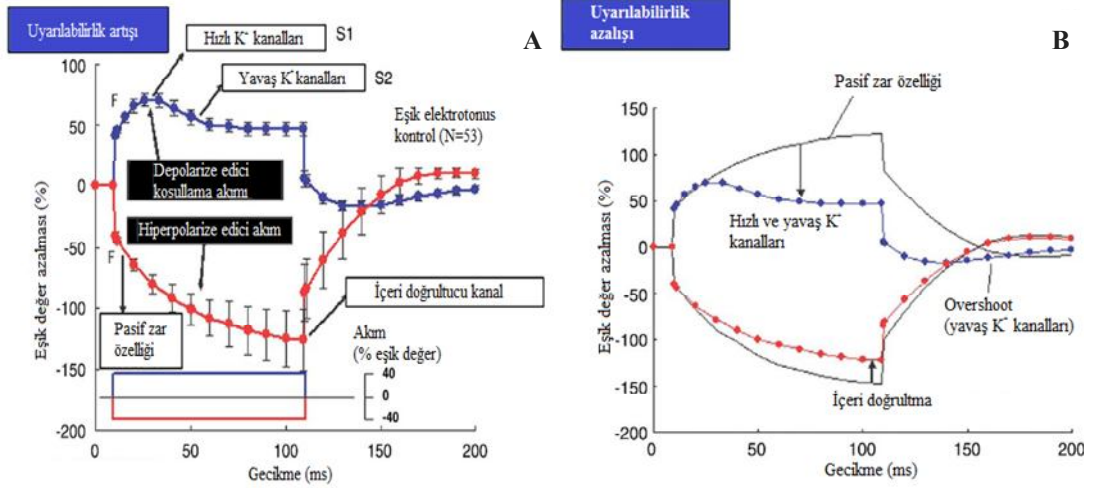 Uyarılabilirlik artışı
Hızlı K⁺ kanalları
S1
A
Yavaş K⁺ kanalları
S2
F
Eşik elektrotonus
kontrol (N=53)
Depolarize edici
kosullama akımı
Hiperpolarize edici akım
F
Pasif zar
özelliği
İçeri doğrultucu kanal
Akım
(% eşik değer)
40
0
-40
Eşik değer azalması (%)
100
50
0
-50
-100
-150
-200
0 50 100 150 200
Gecikme (ms)
Uyarılabilirlik
azalışı
B
Pasif zar özelliği
Hızlı ve yavaş K⁺
kanalları
Overshoot
(yavaş K⁺ kanalları)
İçeri doğrultma
Eşik değer azalması (%)
200
150
100
50
0
-50
-100
-150
-200
0 50 100 150 200
Gecikme (ms)